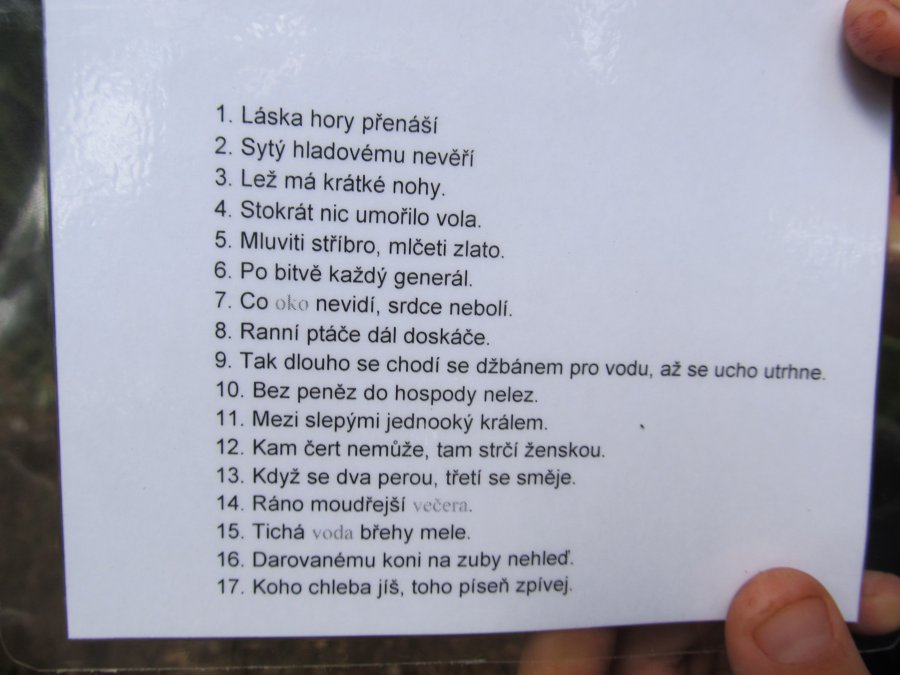 1. Láska hory přenáší
2. Sytý hladovému nevěří
3. Lež má krátké nohy.
4. Stokrát nic umořilo vola.
5. Mluviti stříbro, mlčeti zlato.
6. Po bitvě každý generál.
7. Co oko nevidí, srdce nebolí.
8. Ranní ptáče dál doskáče.
9. Tak dlouho se chodí se džbánem pro vodu, až se ucho utrhne.
10. Bez peněz do hospody nelez.
11. Mezi slepými jednooký králem.
12. Kam čert nemůže, tam strčí ženskou.
13. Když se dva perou, třetí se směje.
14. Ráno moudřejší večera.
15. Tichá voda břehy mele.
16. Darovanému koni na zuby nehleď.
17. Koho chleba jíš, toho píseň zpívej.